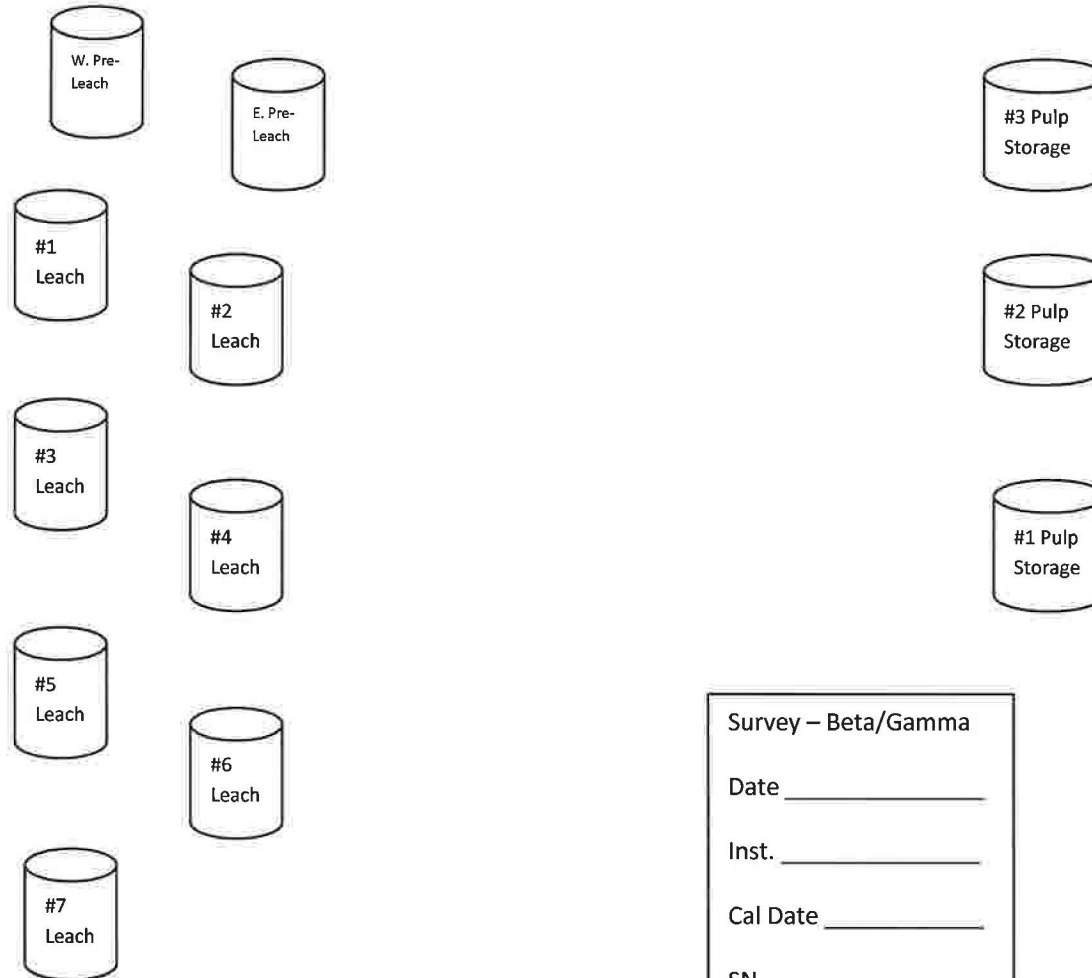 W. Pre-
Leach
E. Pre-
Leach
#3 Pulp
Storage
#1
Leach
#2
Leach
#2 Pulp
Storage
#3
Leach
#4
Leach
#1 Pulp
Storage
#5
Leach
#6
Leach
#7
Leach
Survey – Beta/Gamma
Date
Inst.
Cal Date
SN